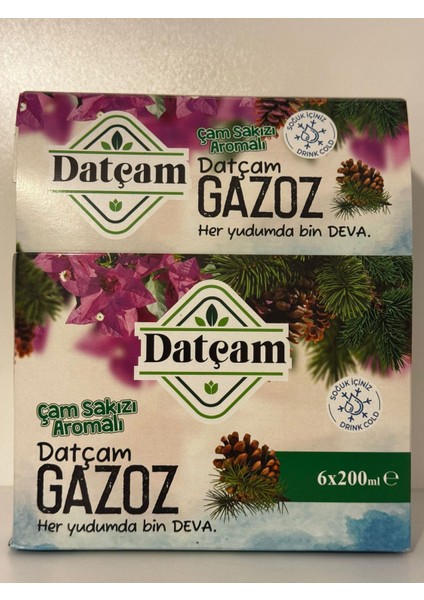 Datçam
Çam Sakızı
Aromalı
Datçam
GAZOZ
Her yudumda bin DEVA.
SOĞUK İÇİNİZ
DRINK COLD
Datçam
Çam Sakızı
Aromalı
Datçam
GAZOZ
Her yudumda bin DEVA.
SOĞUK İÇİNİZ
DRINK COLD
6x200ml ℮